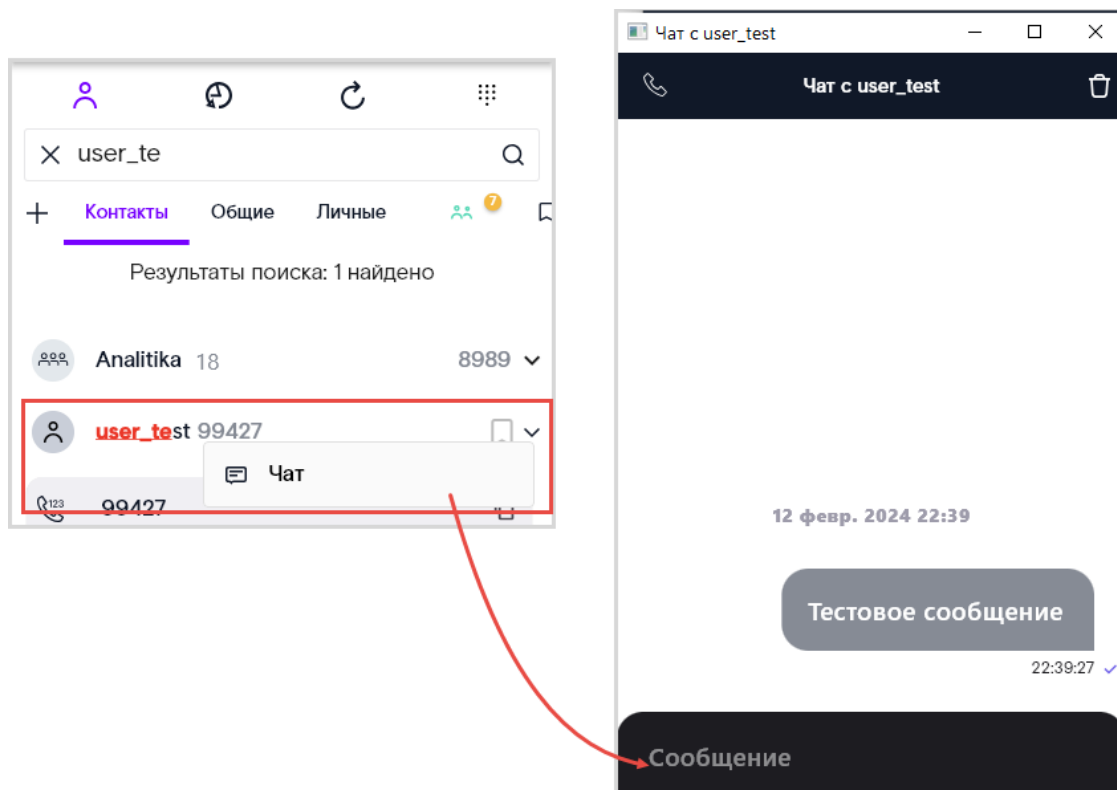 user_te
Контакты Общие Личные 7
Результаты поиска: 1 найдено
Analitika 18 8989
user_test 99427
Чат
123 99427
Чат с user_test
Чат с user_test
12 февр. 2024 22:39
Тестовое сообщение
22:39:27
Сообщение